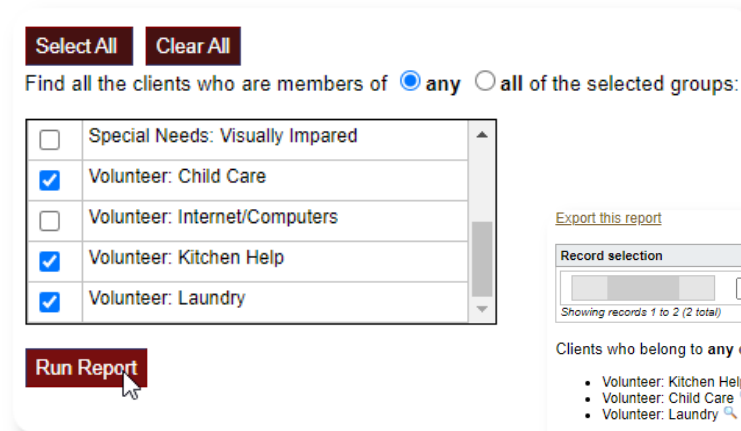 Select All Clear All
Find all the clients who are members of any all of the selected groups:
Special Needs: Visually Impared
Volunteer: Child Care
Volunteer: Internet/Computers
Volunteer: Kitchen Help
Volunteer: Laundry
Run Report
Export this report
Record selection
Showing records 1 to 2 (2 total)
Clients who belong to any
Volunteer: Kitchen Hel
Volunteer: Child Care
Volunteer: Laundry